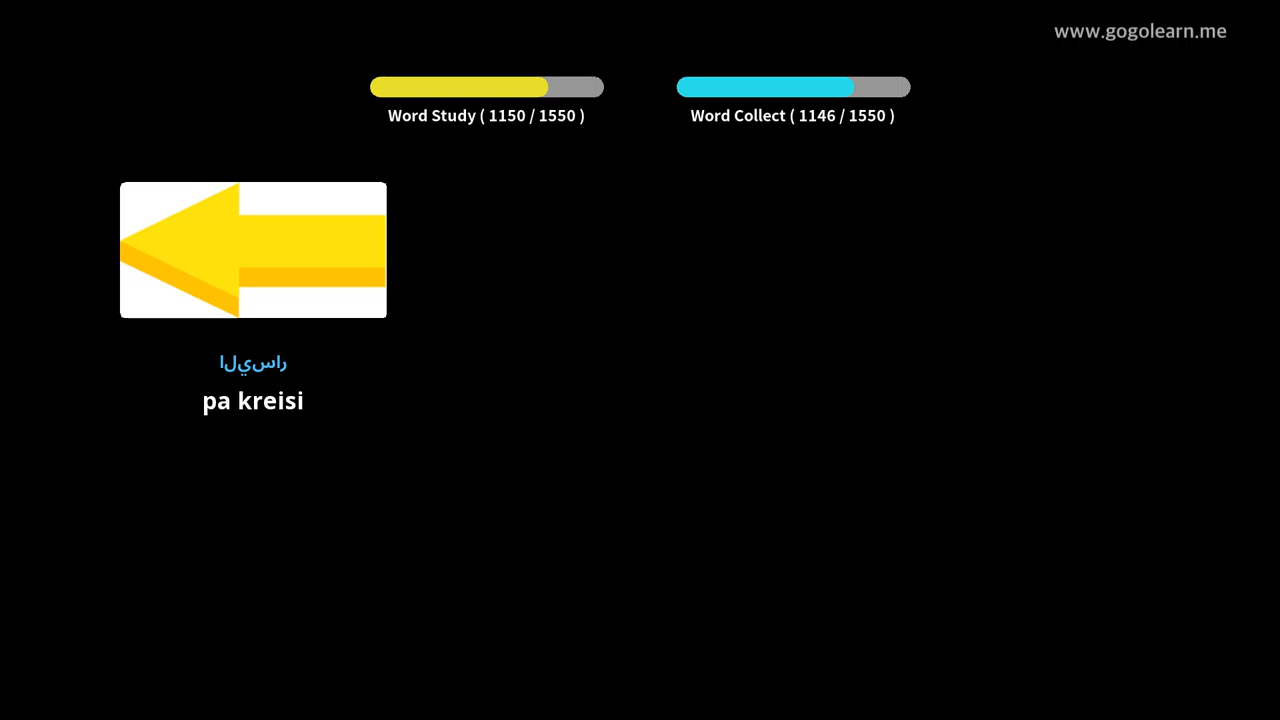 www.gogolearn.me
Word Study ( 1150 / 1550 )
Word Collect ( 1146 / 1550 )
اليسار
pa kreisi